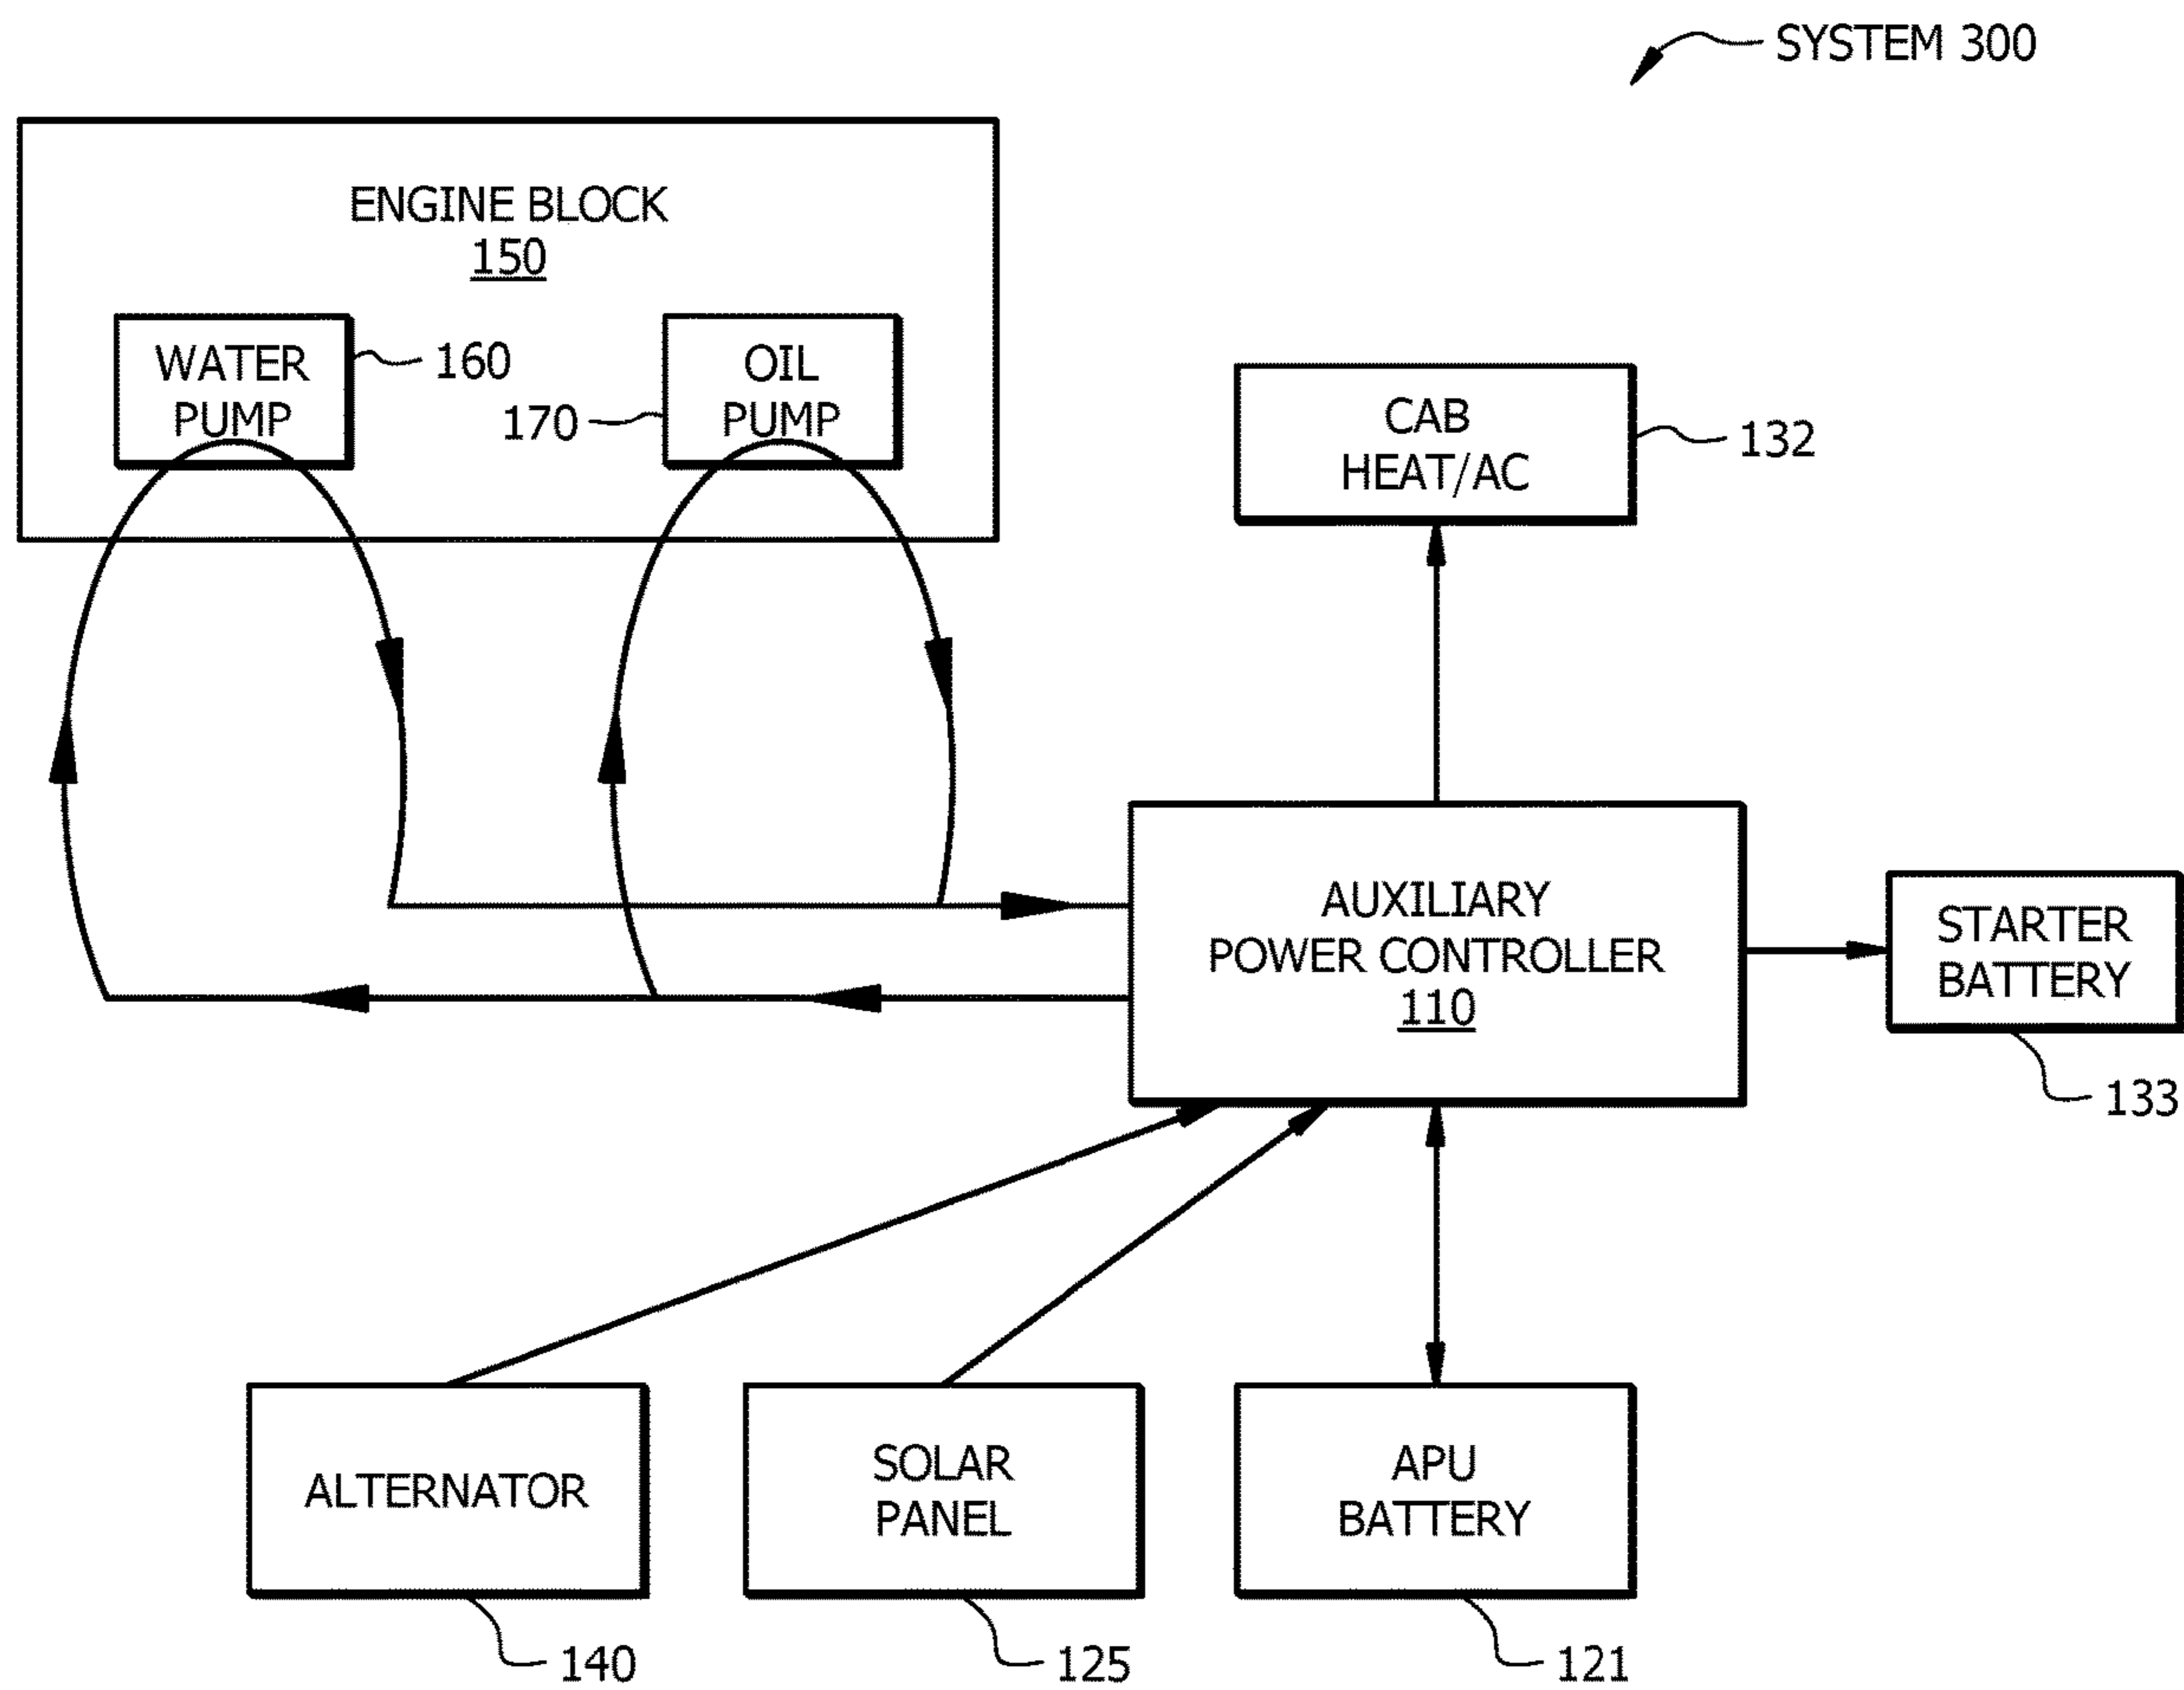 SYSTEM 300
ENGINE BLOCK
150
WATER
PUMP
160
170
OIL
PUMP
CAB
HEAT/AC
132
AUXILIARY
POWER CONTROLLER
110
STARTER
BATTERY
133
ALTERNATOR
140
SOLAR
PANEL
125
APU
BATTERY
121